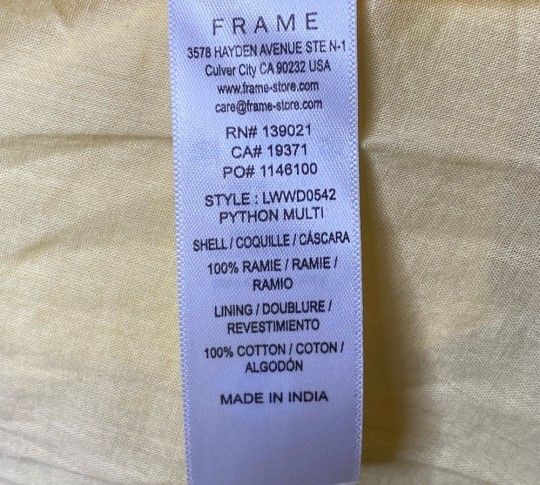 FRAME
3578 HAYDEN AVENUE STE N-1
Culver City CA 90232 USA
www.frame-store.com
care@frame-store.com
RN# 139021
CA# 19371
PO# 1146100
STYLE : LWWD0542
PYTHON MULTI
SHELL / COQUILLE / CÁSCARA
100% RAMIE / RAMIE /
RAMIO
LINING / DOUBLURE /
REVESTIMIENTO
100% COTTON / COTON /
ALGODÓN
MADE IN INDIA